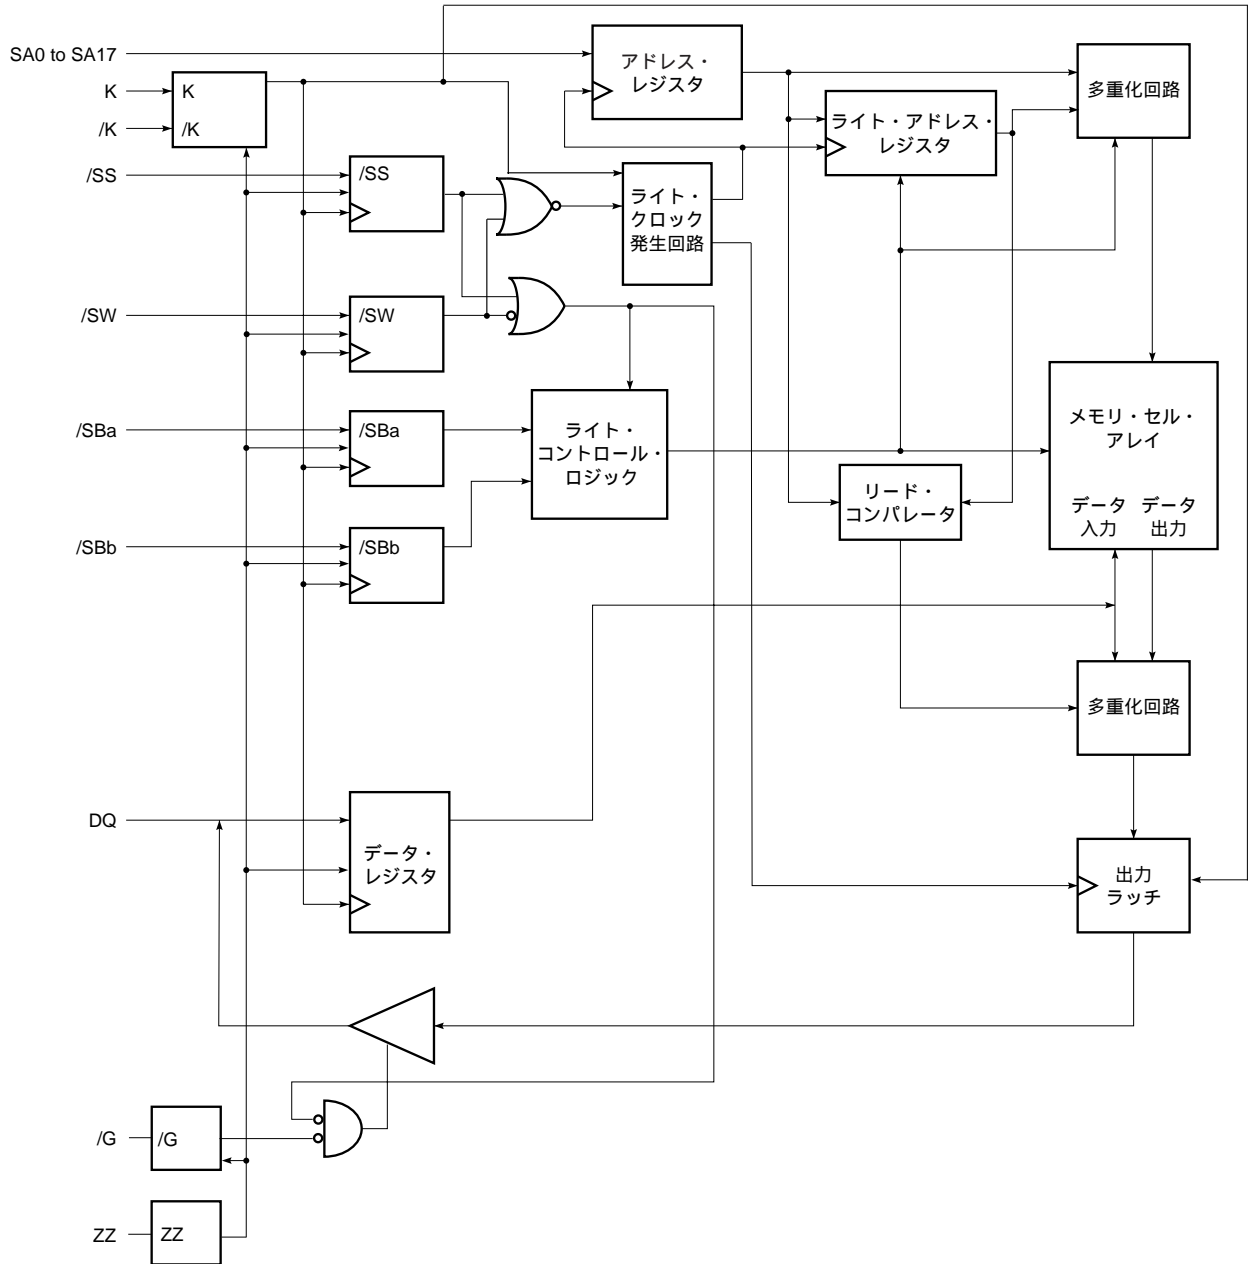 SA0 to SA17
アドレス・
レジスタ
多重化回路
K
K
/K
/K
ライト・アドレス・
レジスタ
/SS
/SS
ライト・
クロック
発生回路
/SW
/SW
/SBa
/SBa
ライト・
コントロール・
ロジック
メモリ・セル・
アレイ
データ
入力
データ
出力
リード・
コンパレータ
/SBb
/SBb
多重化回路
DQ
データ・
レジスタ
出力
ラッチ
/G
/G
ZZ
ZZ